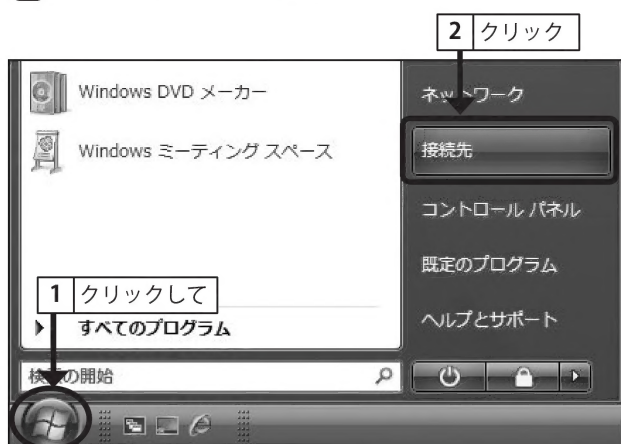 2 クリック
Windows DVD メーカー
Windows ミーティング スペース
ネットワーク
接続先
コントロール パネル
既定のプログラム
ヘルプとサポート
1 クリックして
すべてのプログラム
の開始